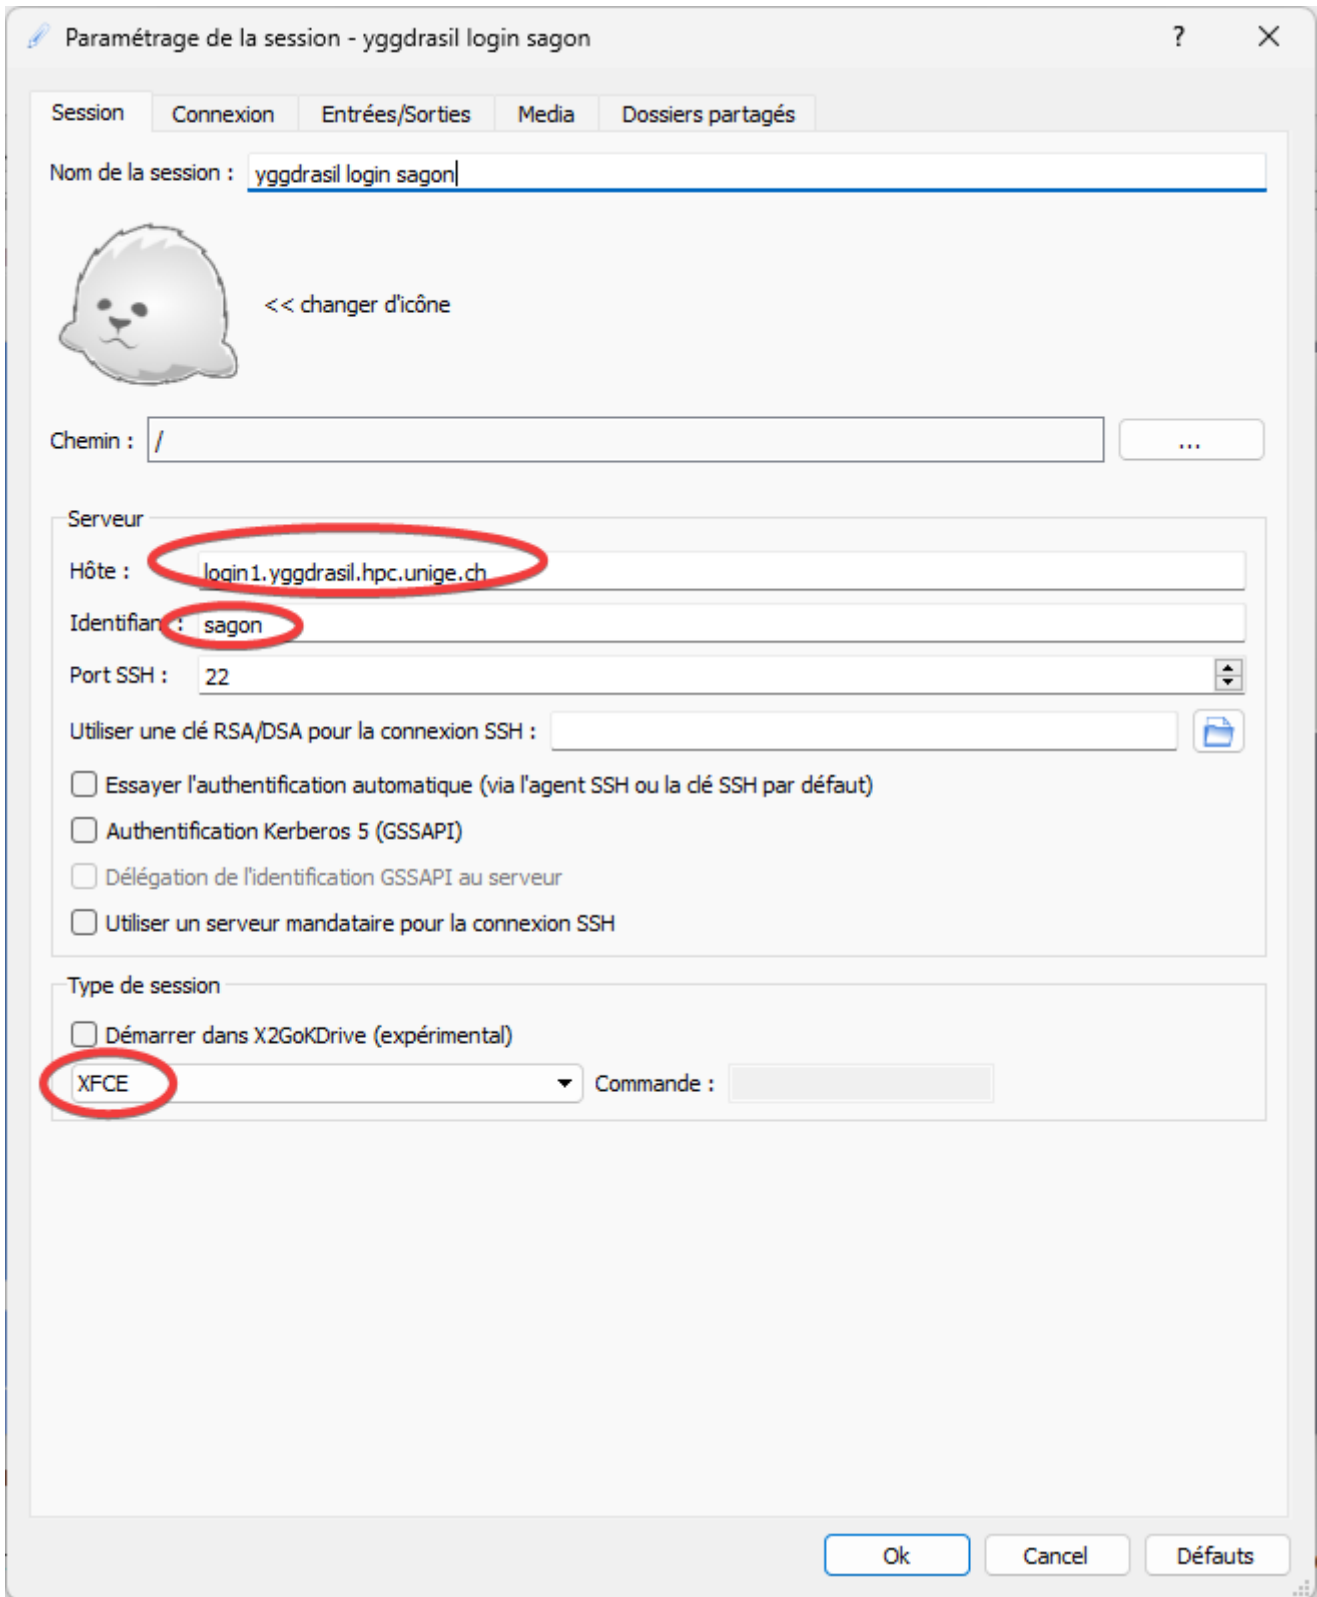 Paramétrage de la session - yggdrasil login sagon ?
Session Connexion Entrées/Sorties Media Dossiers partagés
Nom de la session : yggdrasil login sagon
<< changer d'icône
Chemin : / ...
Serveur
Hôte : login1.yggdrasil.hpc.unige.ch
Identifian : sagon
Port SSH : 22
Utiliser une clé RSA/DSA pour la connexion SSH :
Essayer l'authentification automatique (via l'agent SSH ou la clé SSH par défaut)
Authentification Kerberos 5 (GSSAPI)
Délégation de l'identification GSSAPI au serveur
Utiliser un serveur mandataire pour la connexion SSH
Type de session
Démarrer dans X2GoKDrive (expérimental)
XFCE Commande :
Ok Cancel Défauts